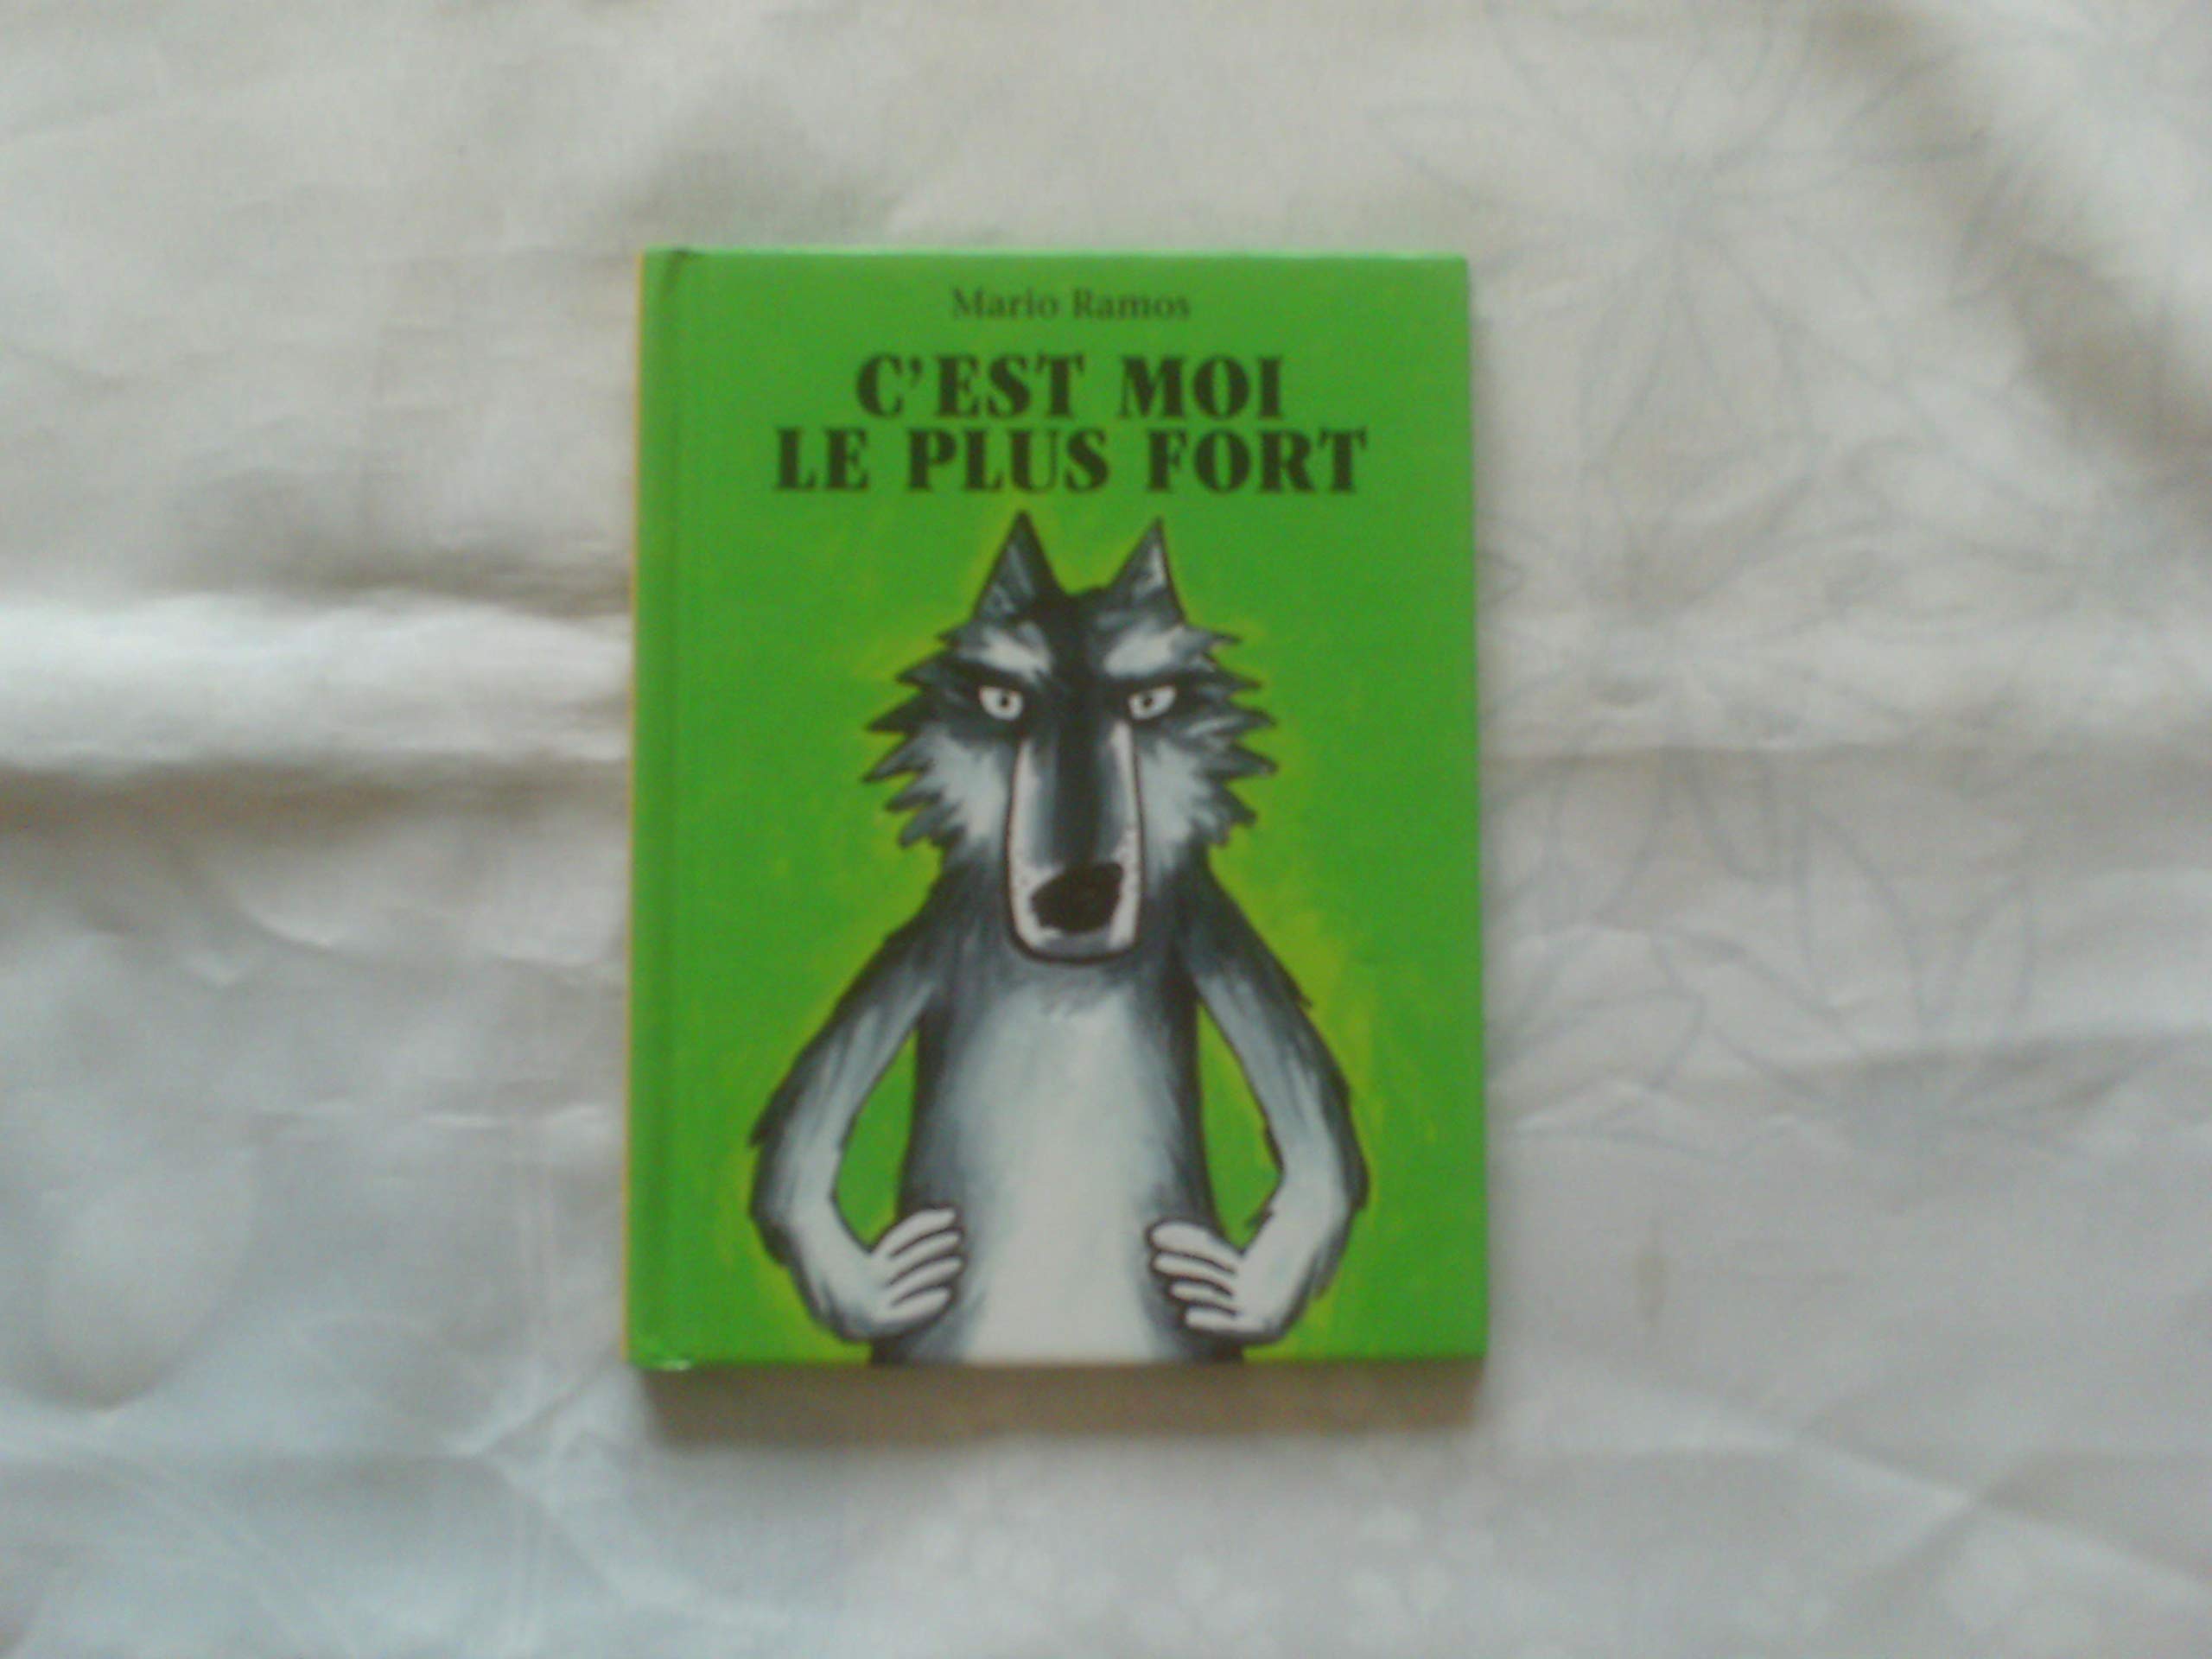 Mario Ramos
C'EST MOI
LE PLUS FORT